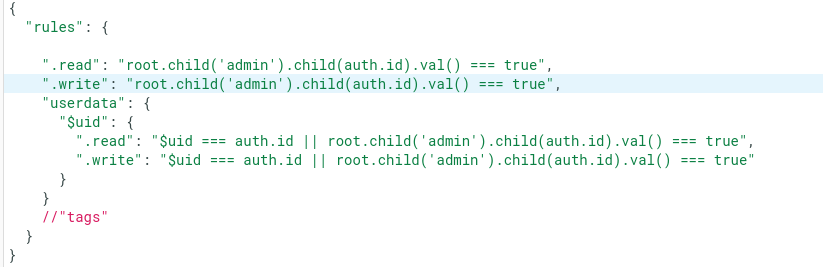 {
  "rules": {
    ".read": "root.child('admin').child(auth.id).val() === true",
    ".write": "root.child('admin').child(auth.id).val() === true",
    "userdata": {
      "$uid": {
        ".read": "$uid === auth.id || root.child('admin').child(auth.id).val() === true",
        ".write": "$uid === auth.id || root.child('admin').child(auth.id).val() === true"
      }
    }
    //"tags"
  }
}